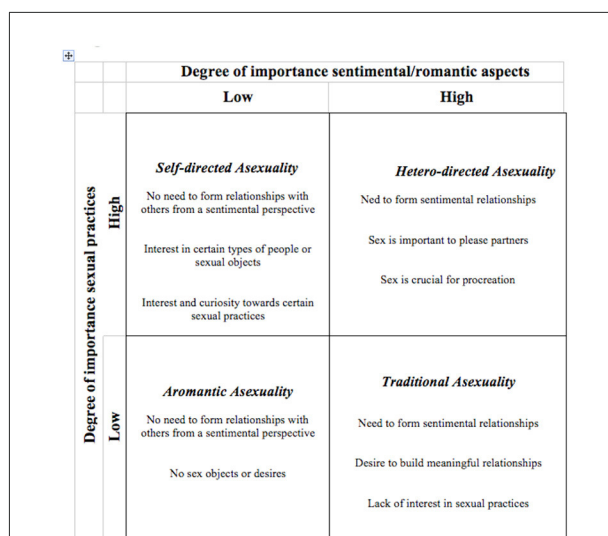 Degree of importance sentimental/romantic aspects
Low
High
Degree of importance sexual practices
High
Self-directed Asexuality
No need to form relationships with
others from a sentimental perspective
Interest in certain types of people or
sexual objects
Interest and curiosity towards certain
sexual practices
Hetero-directed Asexuality
Ned to form sentimental relationships
Sex is important to please partners
Sex is crucial for procreation
Low
Aromantic Asexuality
No need to form relationships with
others from a sentimental perspective
No sex objects or desires
Traditional Asexuality
Need to form sentimental relationships
Desire to build meaningful relationships
Lack of interest in sexual practices